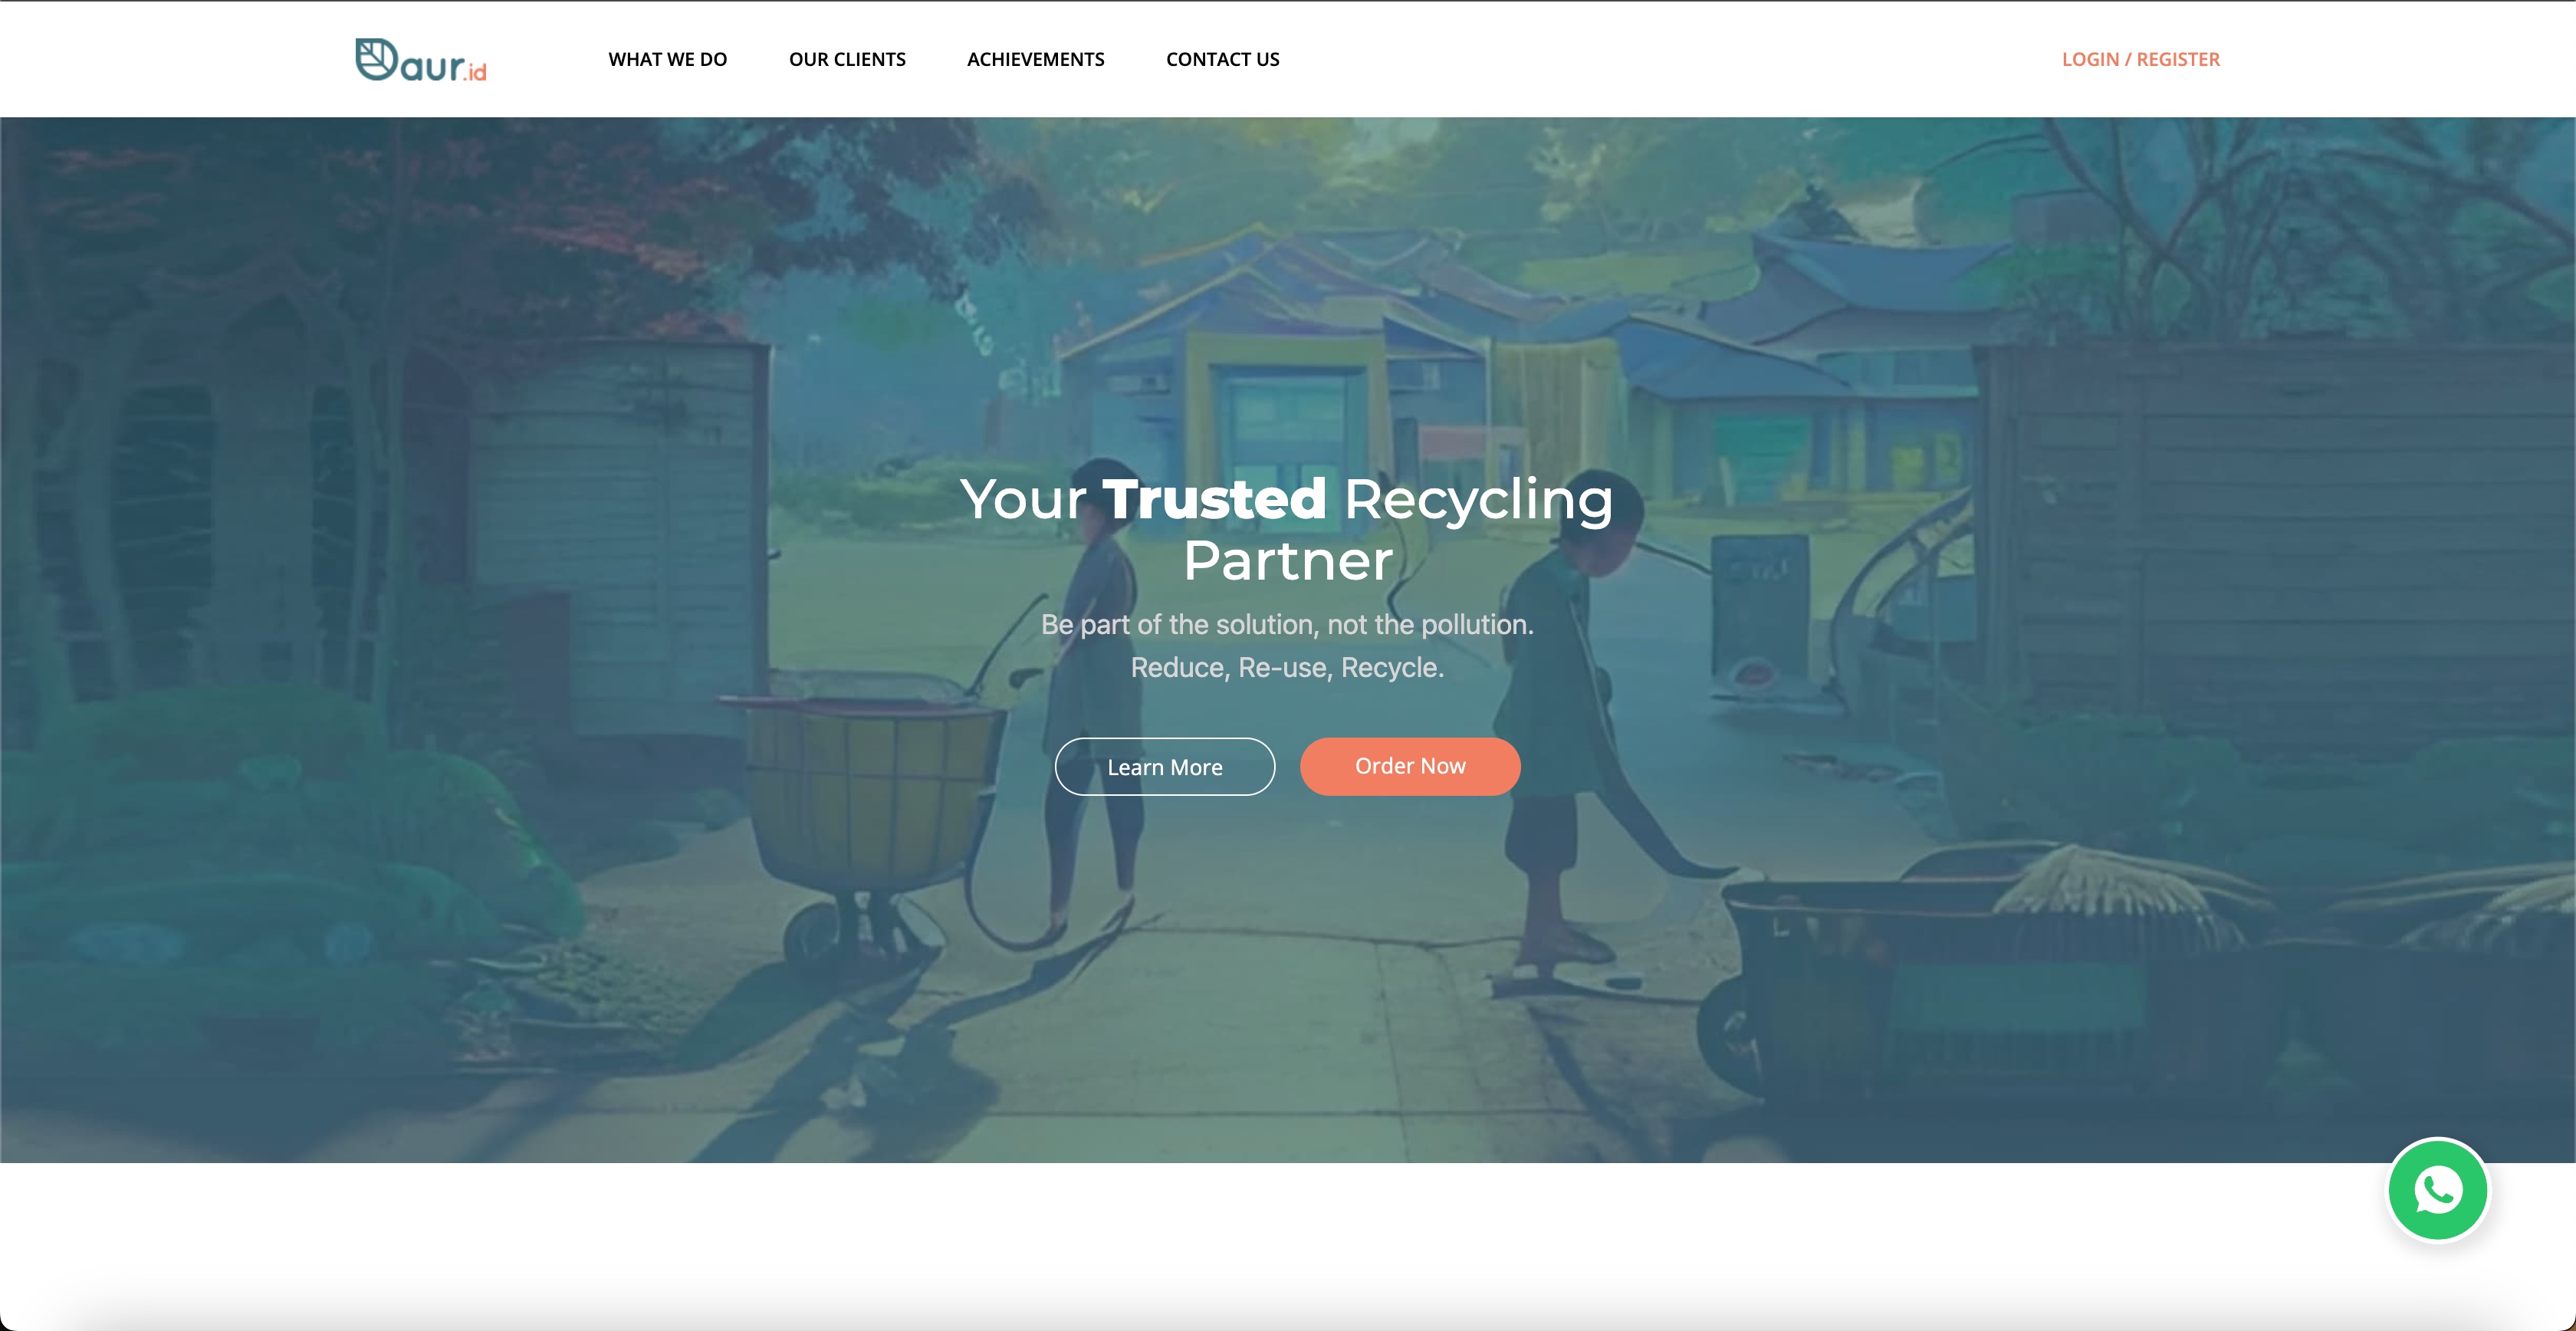 Daur.id
WHAT WE DO
OUR CLIENTS
ACHIEVEMENTS
CONTACT US
LOGIN / REGISTER
Your Trusted Recycling
Partner
Be part of the solution, not the pollution.
Reduce, Re-use, Recycle.
Learn More
Order Now